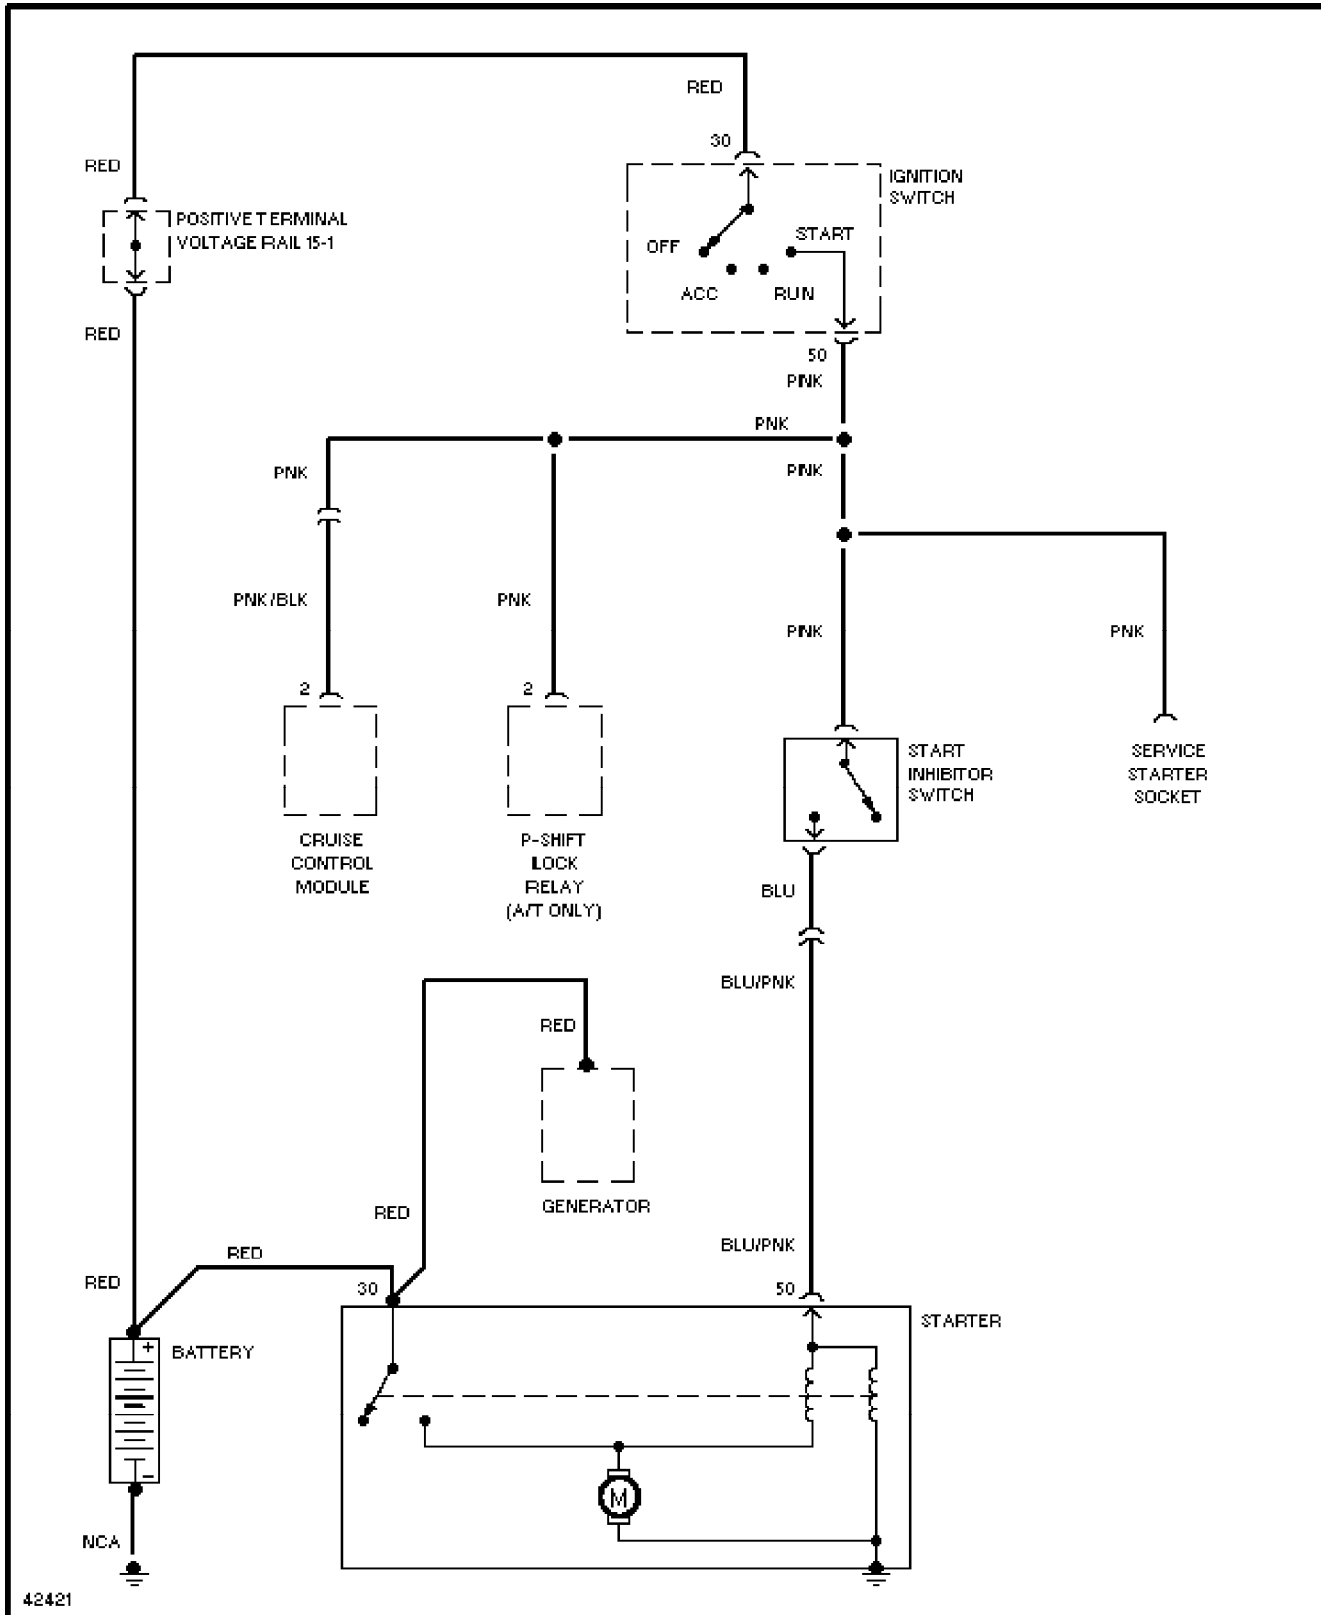 RED
30
RED
IGNITION
SWITCH
POSITIVE TERMINAL
VOLTAGE RAIL 15-1
START
OFF
ACC
RUN
RED
50
PNK
PNK
PNK
PNK
PNK/BLK
PNK
PNK
PNK
2
2
START
INHIBITOR
SWITCH
SERVICE
STARTER
SOCKET
CRUISE
CONTROL
MODULE
P-SHIFT
LOCK
RELAY
(A/T ONLY)
BLU
BLU/PNK
RED
GENERATOR
RED
BLU/PNK
RED
RED
30
50
STARTER
+
BATTERY
–
M
NCA
42421